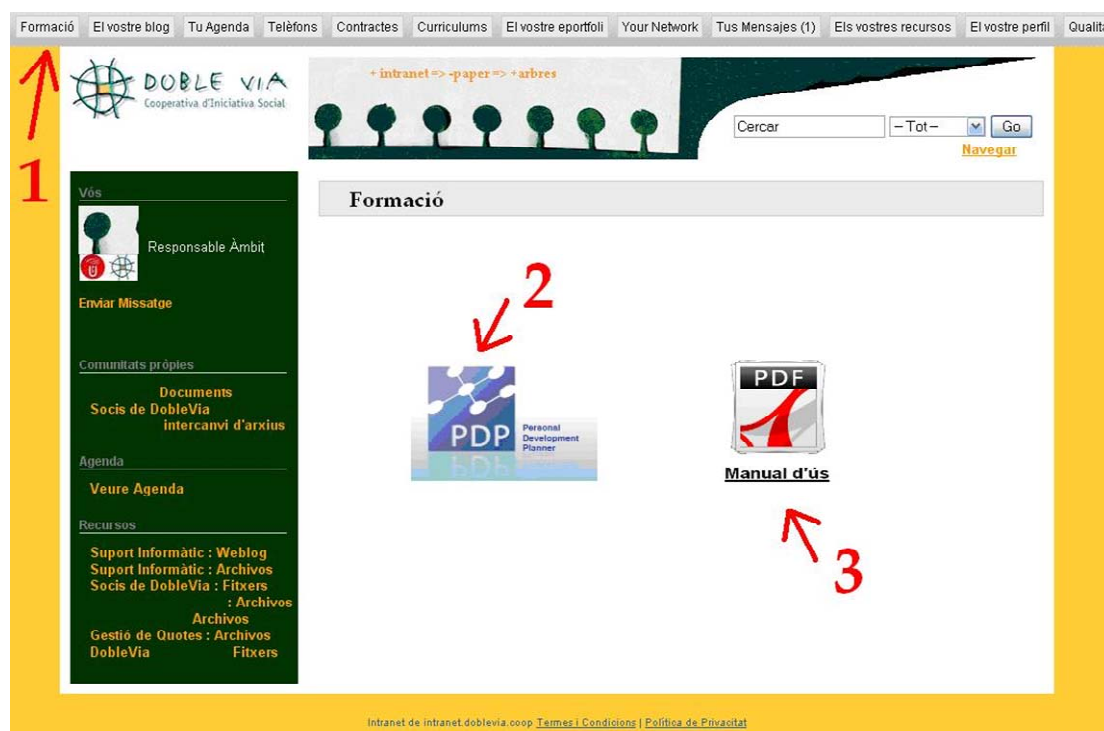 Formació El vostre blog Tu Agenda Telèfons Contractes Curriculums El vostre eportfoli Your Network Tus Mensajes (1) Els vostres recursos El vostre perfil Qualita
1
DOBLE VIA
Cooperativa d'Iniciativa Social
+ intranet => -paper => +arbres
Cercar
-- Tot --
Go
Navegar
Vós
Responsable Àmbit
Enviar Missatge
Comunitats pròpies
Documents
Socis de DobleVia
intercanvi d'arxius
Agenda
Veure Agenda
Recursos
Suport Informàtic : Weblog
Suport Informàtic : Archivos
Socis de DobleVia : Fitxers
: Archivos
Archivos
Gestió de Quotes : Archivos
DobleVia Fitxers
Formació
2
PDP
Personal
Development
Planner
PDF
Manual d'ús
3
Intranet de intranet.doblevia.coop Termes i Condicions | Política de Privacitat